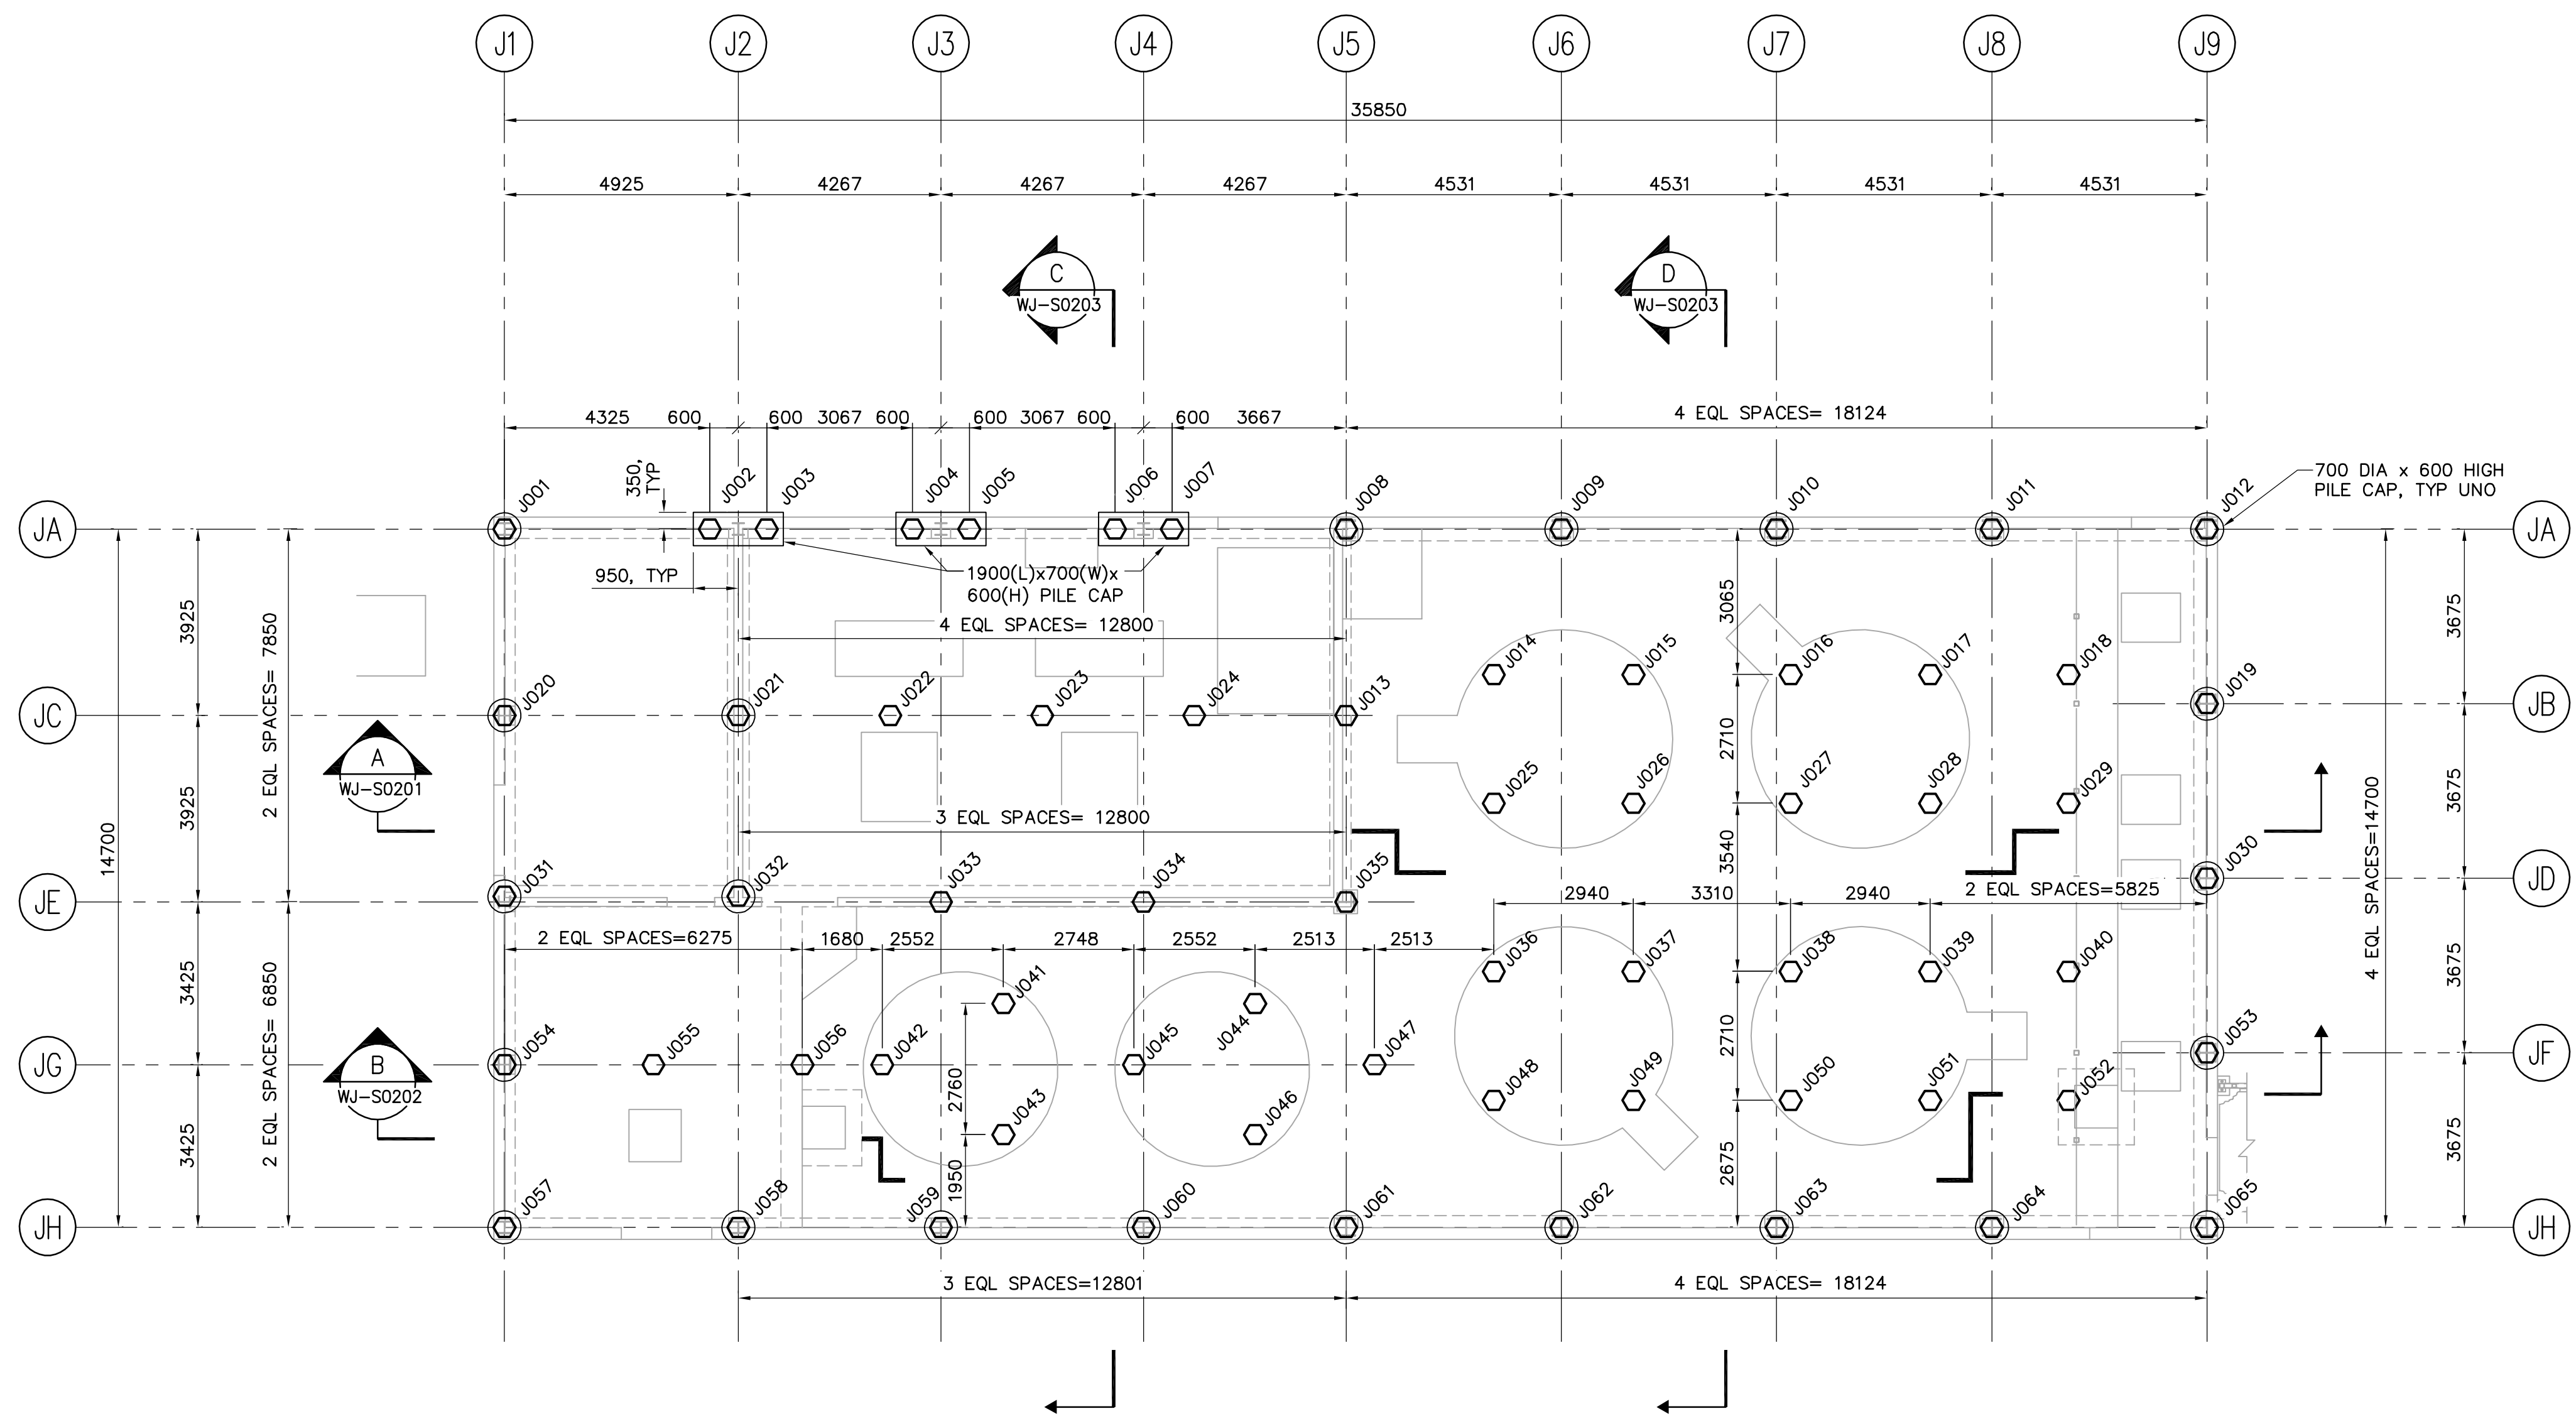 J1 J2 J3 J4 J5 J6 J7 J8 J9
35850
4925 4267 4267 4267 4531 4531 4531 4531
C
WJ-S0203
D
WJ-S0203
4325 600 600 3067 600 600 3067 600 600 3667 4 EQL SPACES= 18124
350,
TYP
J001 J002 J003 J004 J005 J006 J007 J008 J009 J010 J011 J012
700 DIA x 600 HIGH
PILE CAP, TYP UNO
JA JA
950, TYP
1900(L)x700(W)x
600(H) PILE CAP
4 EQL SPACES= 12800
3925
2 EQL SPACES= 7850
3065
3675
J014 J015 J016 J017 J018
J020 J021 J022 J023 J024 J013 J019
JC JB
A
WJ-S0201
2710
J025 J026 J027 J028 J029
3 EQL SPACES= 12800
3925
14700
3540
3675
4 EQL SPACES=14700
J031 J032 J033 J034 J035 J030
JE JD
2940 3310 2940 2 EQL SPACES=5825
2 EQL SPACES=6275 1680 2552 2748 2552 2513 2513
J036 J037 J038 J039 J040
3425
2 EQL SPACES= 6850
3675
J041 J044
J054 J055 J056 J042 J045 J047 J053
JG JF
B
WJ-S0202
2760
2710
J043 J046 J048 J049 J050 J051 J052
3425
1950
2675
3675
J057 J058 J059 J060 J061 J062 J063 J064 J065
JH JH
3 EQL SPACES=12801 4 EQL SPACES= 18124